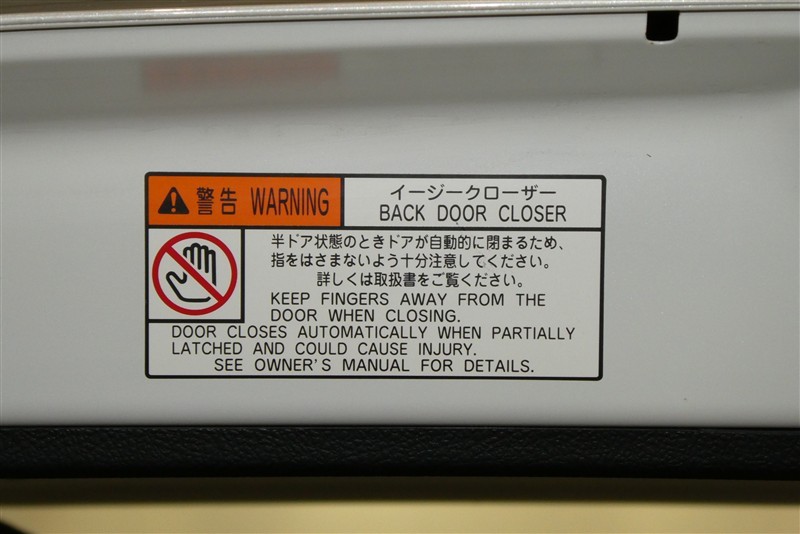 警告 WARNING
イージークローザー
BACK DOOR CLOSER
半ドア状態のときドアが自動的に閉まるため、
指をはさまないよう十分注意してください。
詳しくは取扱書をご覧ください。
KEEP FINGERS AWAY FROM THE
DOOR WHEN CLOSING.
DOOR CLOSES AUTOMATICALLY WHEN PARTIALLY
LATCHED AND COULD CAUSE INJURY.
SEE OWNER'S MANUAL FOR DETAILS.